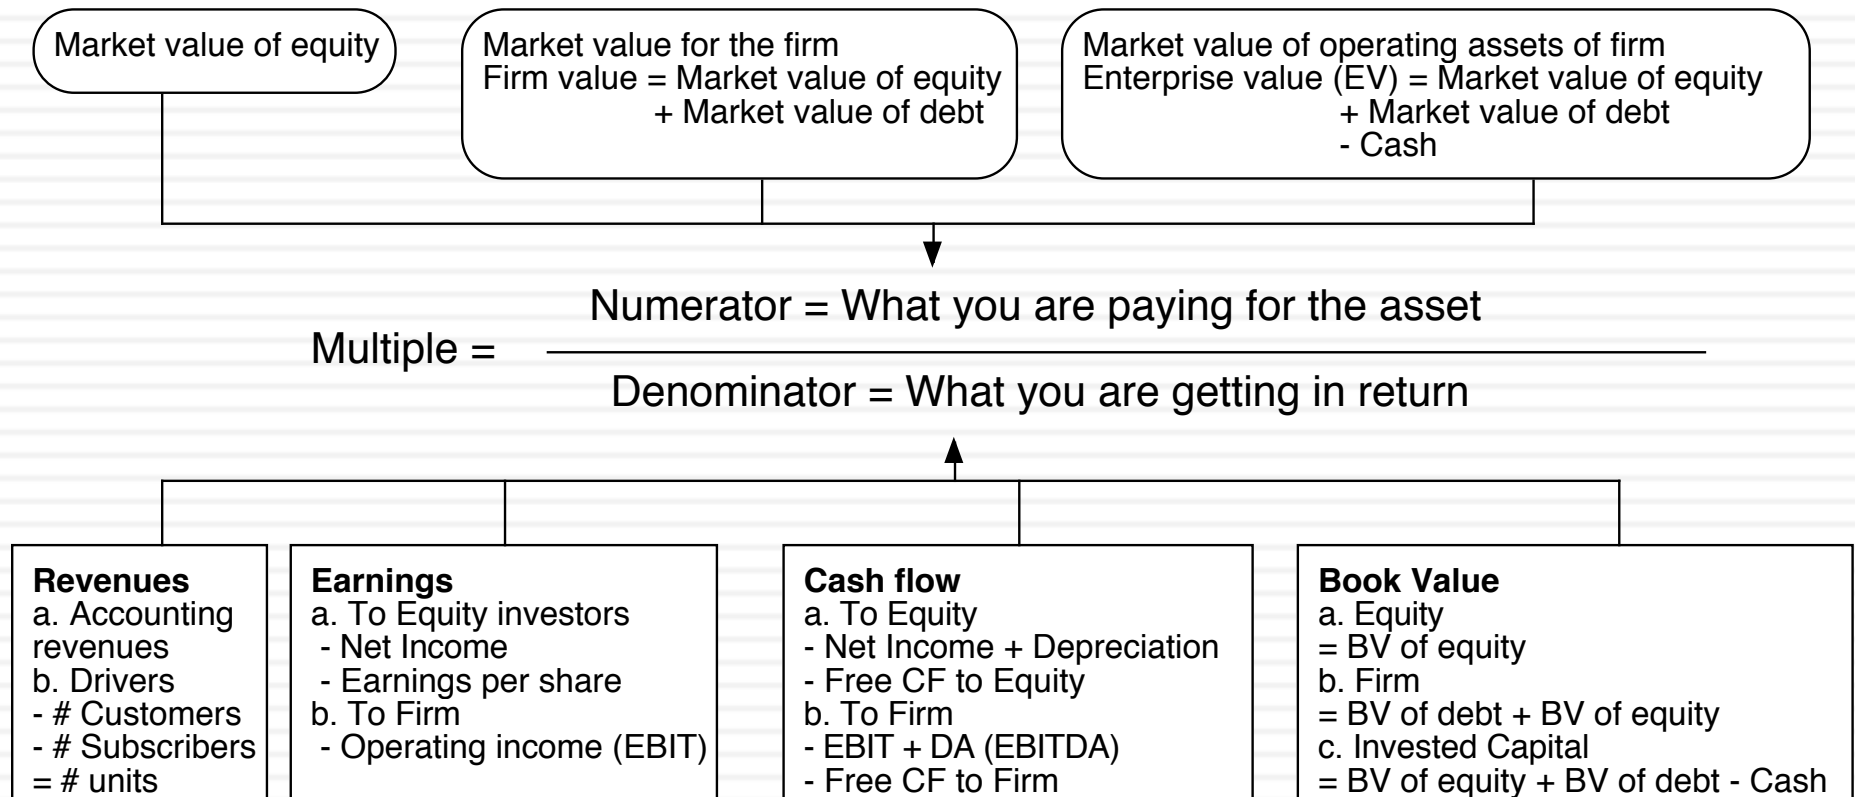 Market value of equity
Market value for the firm
Firm value = Market value of equity
+ Market value of debt
Market value of operating assets of firm
Enterprise value (EV) = Market value of equity
+ Market value of debt
- Cash
Numerator = What you are paying for the asset
Multiple =
Denominator = What you are getting in return
Revenues
a. Accounting
revenues
b. Drivers
- # Customers
- # Subscribers
= # units
Earnings
a. To Equity investors
- Net Income
- Earnings per share
b. To Firm
- Operating income (EBIT)
Cash flow
a. To Equity
- Net Income + Depreciation
- Free CF to Equity
b. To Firm
- EBIT + DA (EBITDA)
- Free CF to Firm
Book Value
a. Equity
= BV of equity
b. Firm
= BV of debt + BV of equity
c. Invested Capital
= BV of equity + BV of debt - Cash